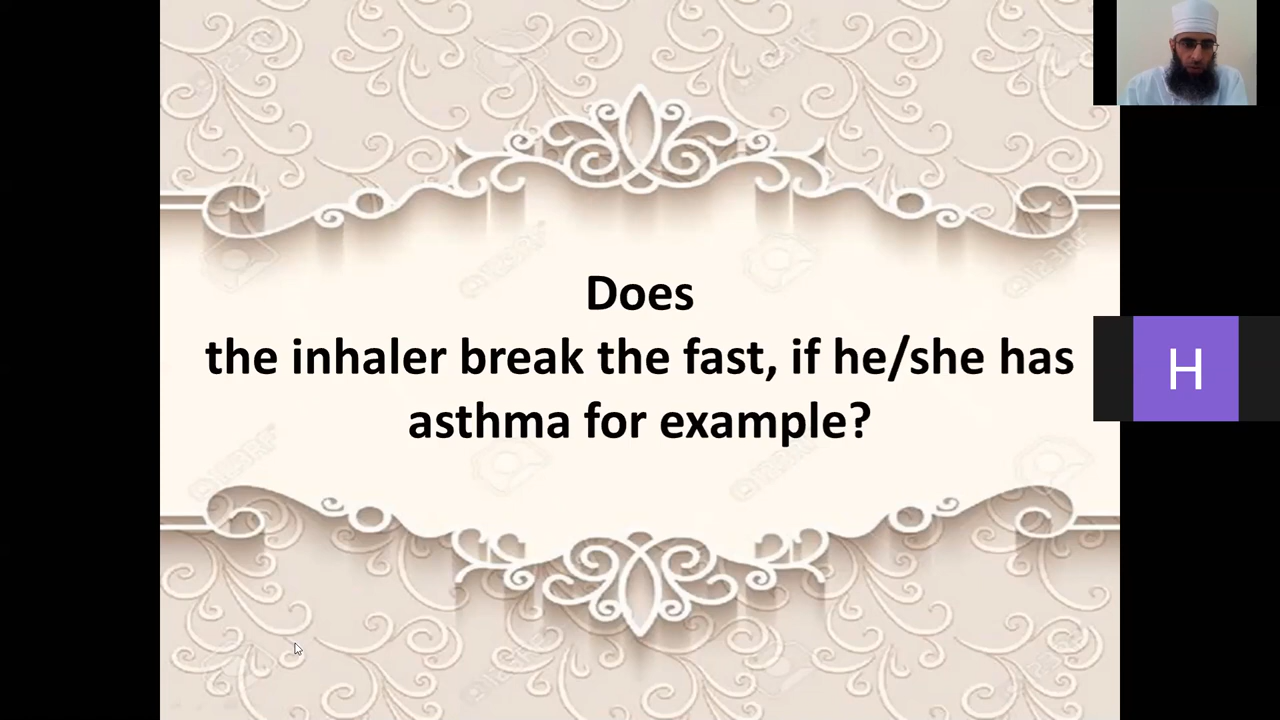 Does
the inhaler break the fast, if he/she has
asthma for example?
H